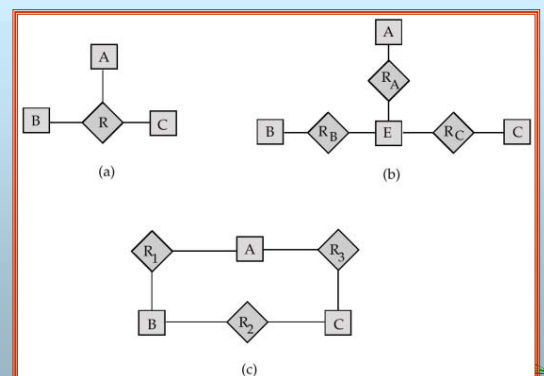 A
B R C
(a)
A
R_A
B R_B E R_C C
(b)
R_1 A R_3
B R_2 C
(c)